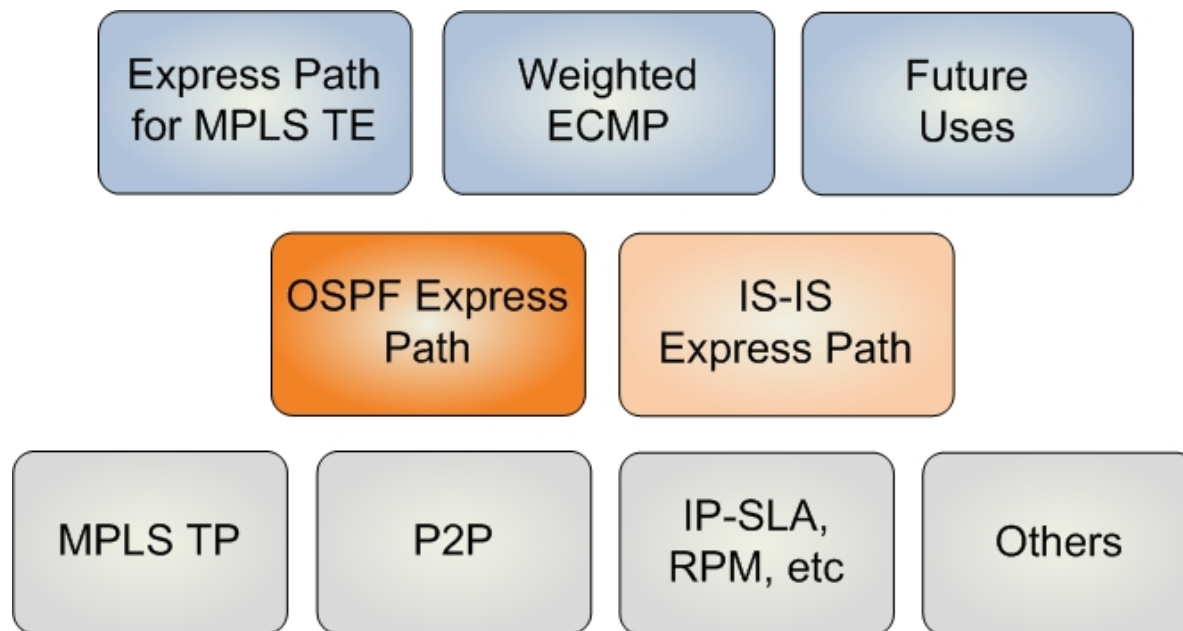 Express Path
for MPLS TE
Weighted
ECMP
Future
Uses
OSPF Express
Path
IS-IS
Express Path
MPLS TP
P2P
IP-SLA,
RPM, etc
Others